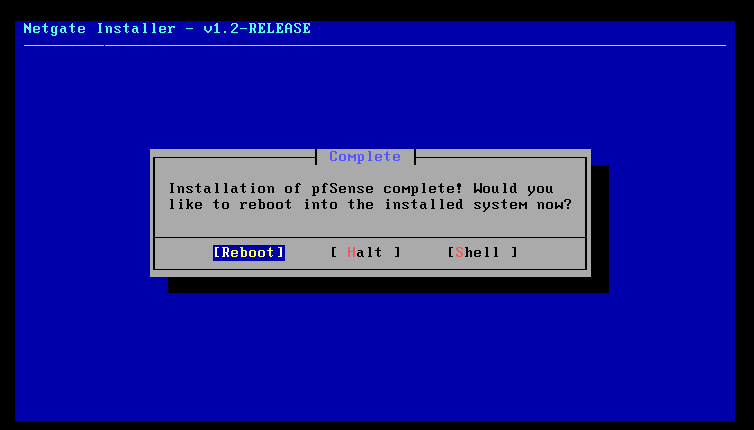 Netgate Installer - v1.2-RELEASE
Complete
Installation of pfSense complete! Would you
like to reboot into the installed system now?
[Reboot] [ Halt ] [Shell ]